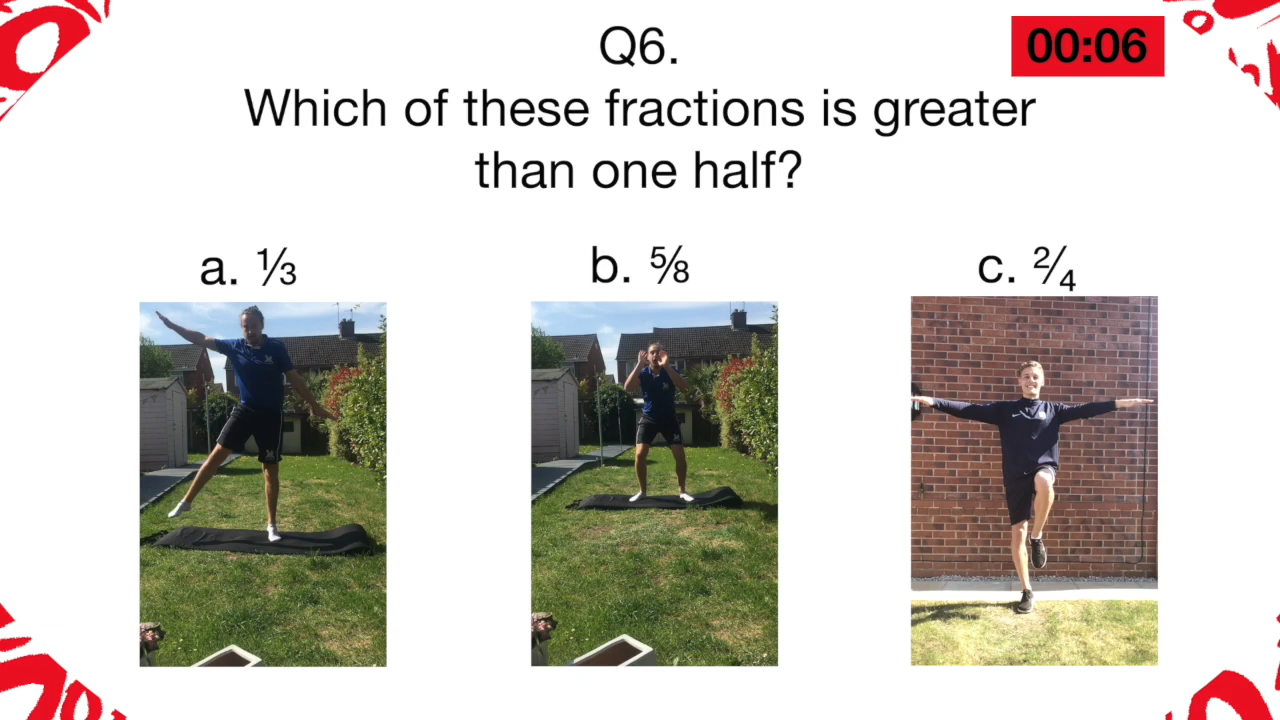 Q6.
00:06
Which of these fractions is greater
than one half?
a. ⅓
b. ⅝
c. 2⁄4